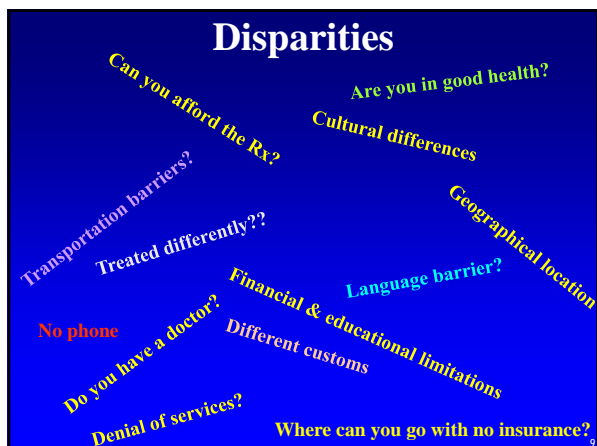 Disparities
Can you afford the Rx?
Are you in good health?
Cultural differences
Transportation barriers?
Treated differently??
Geographical location
Language barrier?
Financial & educational limitations
No phone
Do you have a doctor?
Different customs
Denial of services?
Where can you go with no insurance?
9